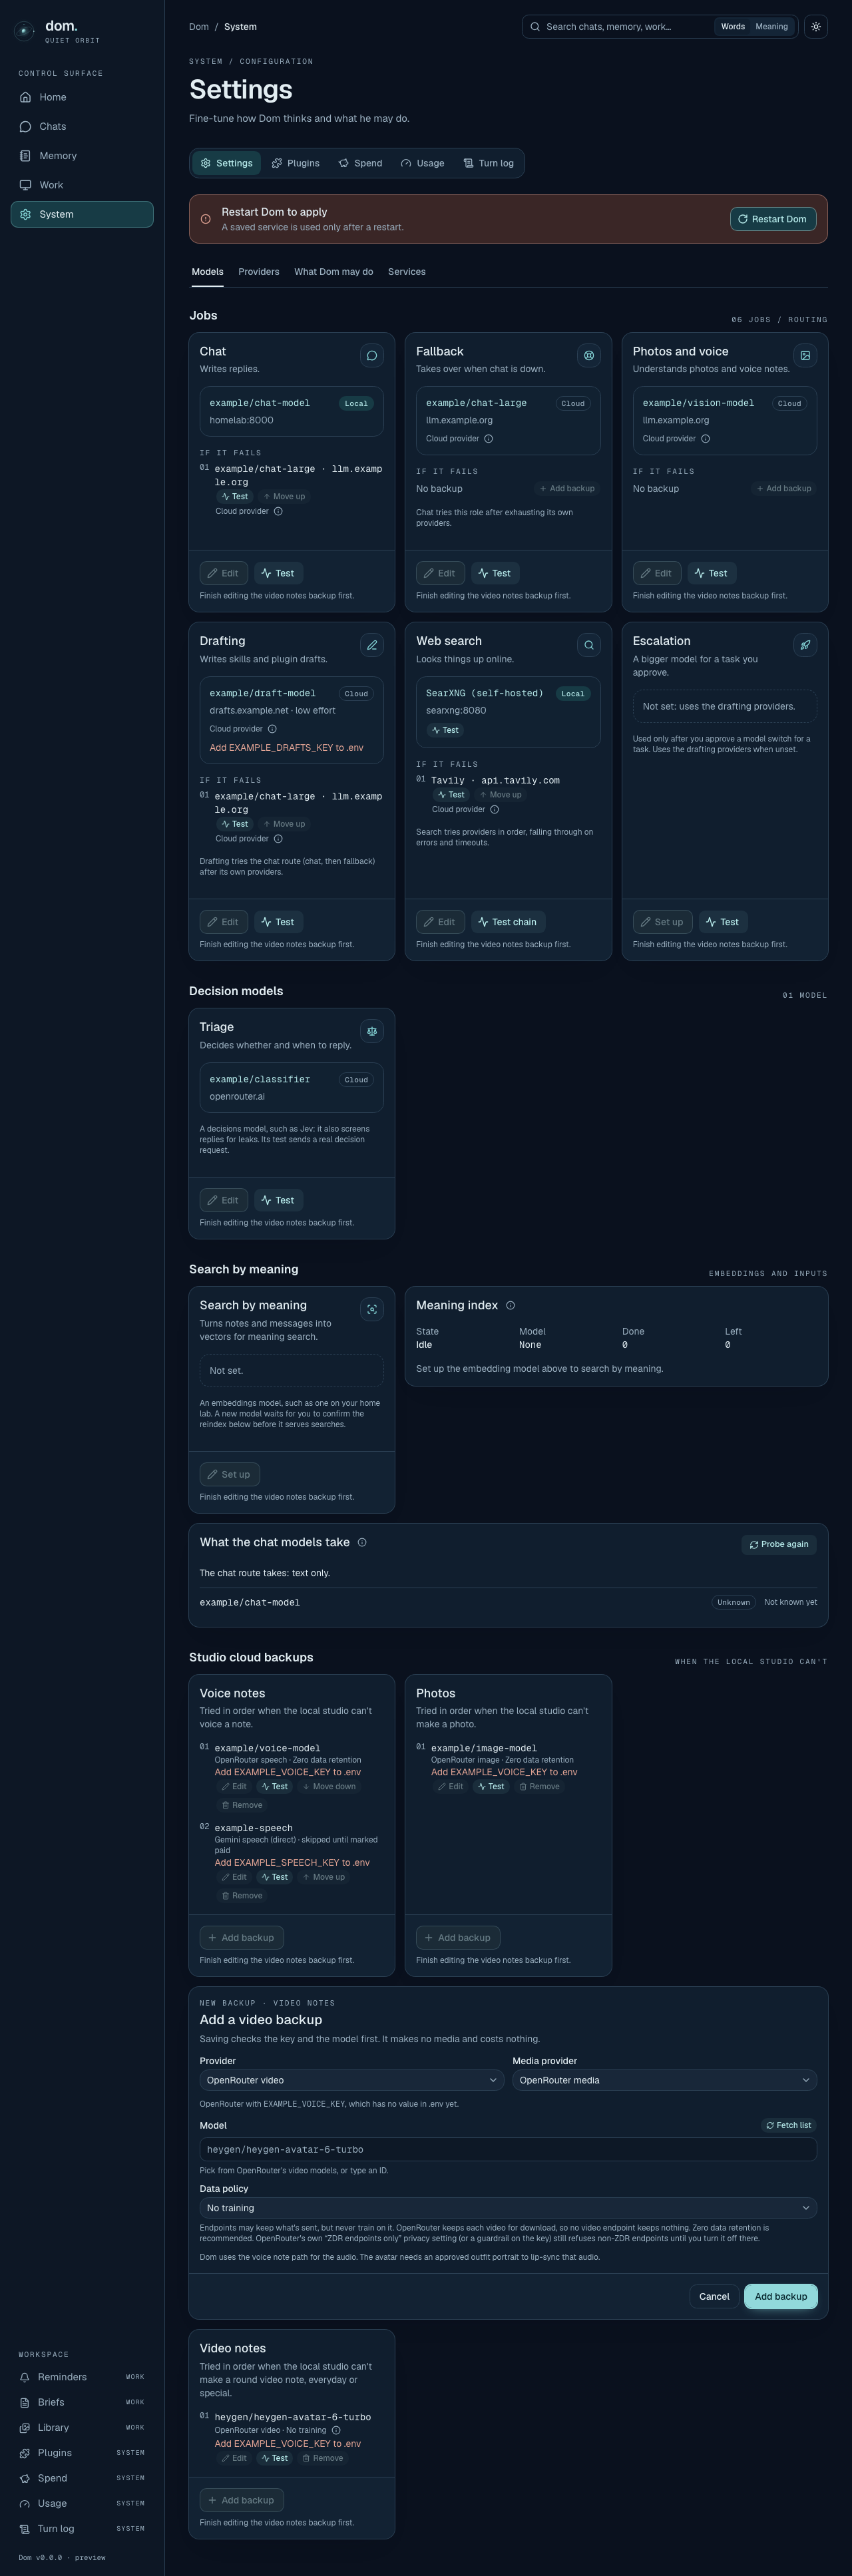 dom.
QUIET ORBIT
CONTROL SURFACE
Home
Chats
Memory
Work
System
Dom / System
Search chats, memory, work...
Words
Meaning
SYSTEM / CONFIGURATION
Settings
Fine-tune how Dom thinks and what he may do.
Settings
Plugins
Spend
Usage
Turn log
Restart Dom to apply
A saved service is used only after a restart.
Restart Dom
Models
Providers
What Dom may do
Services
Jobs
06 JOBS / ROUTING
Chat
Writes replies.
example/chat-model
Local
homelab:8000
IF IT FAILS
01 example/chat-large · llm.examp
le.org
Test
Move up
Cloud provider
Edit
Test
Finish editing the video notes backup first.
Fallback
Takes over when chat is down.
example/chat-large
Cloud
llm.example.org
Cloud provider
IF IT FAILS
No backup
Add backup
Chat tries this role after exhausting its own
providers.
Edit
Test
Finish editing the video notes backup first.
Photos and voice
Understands photos and voice notes.
example/vision-model
Cloud
llm.example.org
Cloud provider
IF IT FAILS
No backup
Add backup
Edit
Test
Finish editing the video notes backup first.
Drafting
Writes skills and plugin drafts.
example/draft-model
Cloud
drafts.example.net · low effort
Cloud provider
Add EXAMPLE_DRAFTS_KEY to .env
IF IT FAILS
01 example/chat-large · llm.examp
le.org
Test
Move up
Cloud provider
Drafting tries the chat route (chat, then fallback)
after its own providers.
Edit
Test
Finish editing the video notes backup first.
Web search
Looks things up online.
SearXNG (self-hosted)
Local
searxng:8080
Test
IF IT FAILS
01 Tavily · api.tavily.com
Test
Move up
Cloud provider
Search tries providers in order, falling through on
errors and timeouts.
Edit
Test chain
Finish editing the video notes backup first.
Escalation
A bigger model for a task you
approve.
Not set: uses the drafting providers.
Used only after you approve a model switch for a
task. Uses the drafting providers when unset.
Set up
Test
Finish editing the video notes backup first.
Decision models
01 MODEL
Triage
Decides whether and when to reply.
example/classifier
Cloud
openrouter.ai
A decisions model, such as Jev: it also screens
replies for leaks. Its test sends a real decision
request.
Edit
Test
Finish editing the video notes backup first.
Search by meaning
EMBEDDINGS AND INPUTS
Search by meaning
Turns notes and messages into
vectors for meaning search.
Not set.
An embeddings model, such as one on your home
lab. A new model waits for you to confirm the
reindex below before it serves searches.
Set up
Finish editing the video notes backup first.
Meaning index
State
Model
Done
Left
Idle
None
0
0
Set up the embedding model above to search by meaning.
What the chat models take
Probe again
The chat route takes: text only.
example/chat-model
Unknown
Not known yet
Studio cloud backups
WHEN THE LOCAL STUDIO CAN'T
Voice notes
Tried in order when the local studio can't
voice a note.
01 example/voice-model
OpenRouter speech · Zero data retention
Add EXAMPLE_VOICE_KEY to .env
Edit
Test
Move down
Remove
02 example-speech
Gemini speech (direct) · skipped until marked
paid
Add EXAMPLE_SPEECH_KEY to .env
Edit
Test
Move up
Remove
Add backup
Finish editing the video notes backup first.
Photos
Tried in order when the local studio can't
make a photo.
01 example/image-model
OpenRouter image · Zero data retention
Add EXAMPLE_VOICE_KEY to .env
Edit
Test
Remove
Add backup
Finish editing the video notes backup first.
NEW BACKUP · VIDEO NOTES
Add a video backup
Saving checks the key and the model first. It makes no media and costs nothing.
Provider
Media provider
OpenRouter video
OpenRouter media
OpenRouter with EXAMPLE_VOICE_KEY, which has no value in .env yet.
Model
Fetch list
heygen/heygen-avatar-6-turbo
Pick from OpenRouter's video models, or type an ID.
Data policy
No training
Endpoints may keep what's sent, but never train on it. OpenRouter keeps each video for download, so no video endpoint keeps nothing. Zero data retention is
recommended. OpenRouter's own "ZDR endpoints only" privacy setting (or a guardrail on the key) still refuses non-ZDR endpoints until you turn it off there.
Dom uses the voice note path for the audio. The avatar needs an approved outfit portrait to lip-sync that audio.
Cancel
Add backup
Video notes
Tried in order when the local studio can't
make a round video note, everyday or
special.
01 heygen/heygen-avatar-6-turbo
OpenRouter video · No training
Add EXAMPLE_VOICE_KEY to .env
Edit
Test
Remove
Add backup
Finish editing the video notes backup first.
WORKSPACE
Reminders WORK
Briefs WORK
Library WORK
Plugins SYSTEM
Spend SYSTEM
Usage SYSTEM
Turn log SYSTEM
Dom v0.0.0 · preview